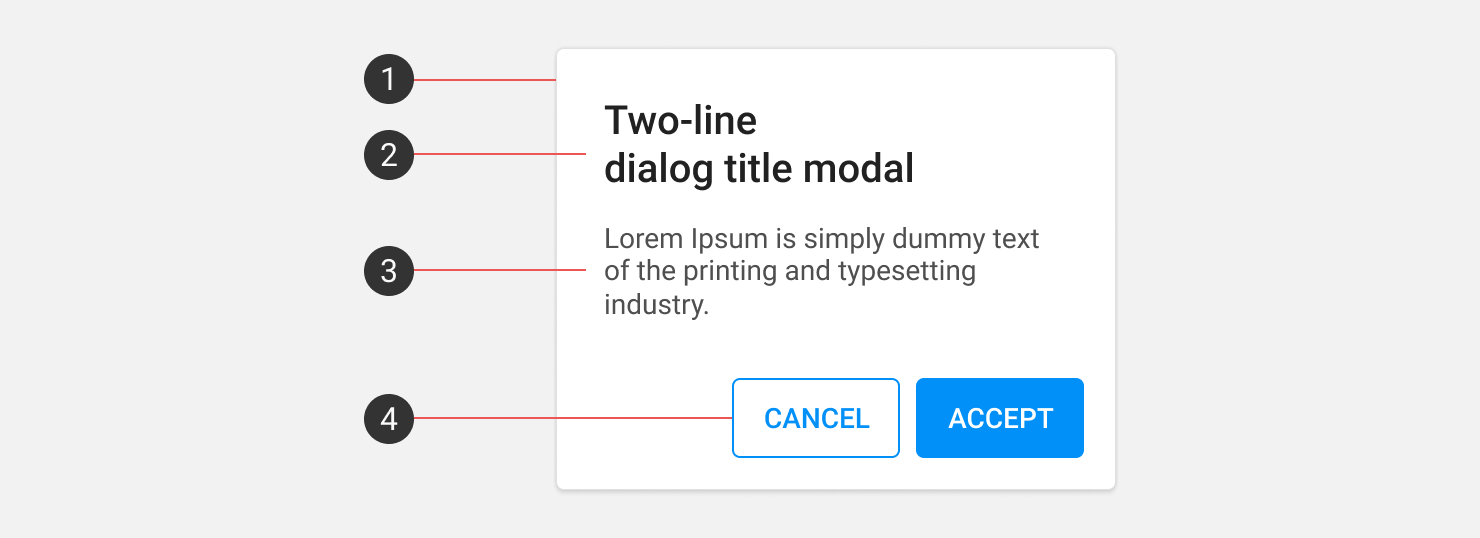 1
Two-line
2
dialog title modal
Lorem Ipsum is simply dummy text
3
of the printing and typesetting
industry.
4
CANCEL
ACCEPT